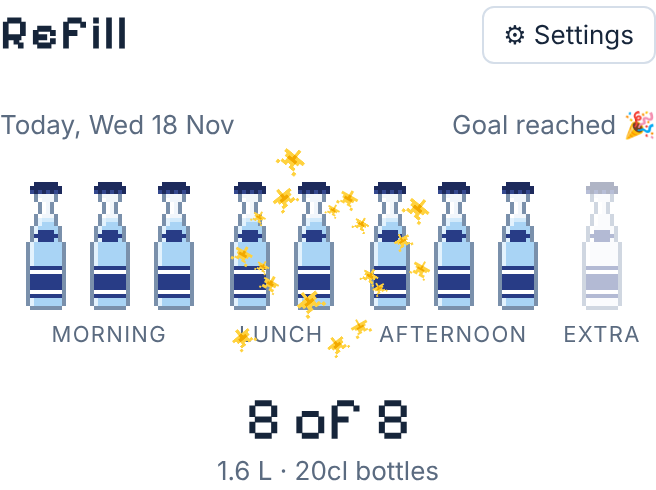 Refill
⚙ Settings
Today, Wed 18 Nov
Goal reached 🎉
MORNING
LUNCH
AFTERNOON
EXTRA
8 of 8
1.6 L · 20cl bottles